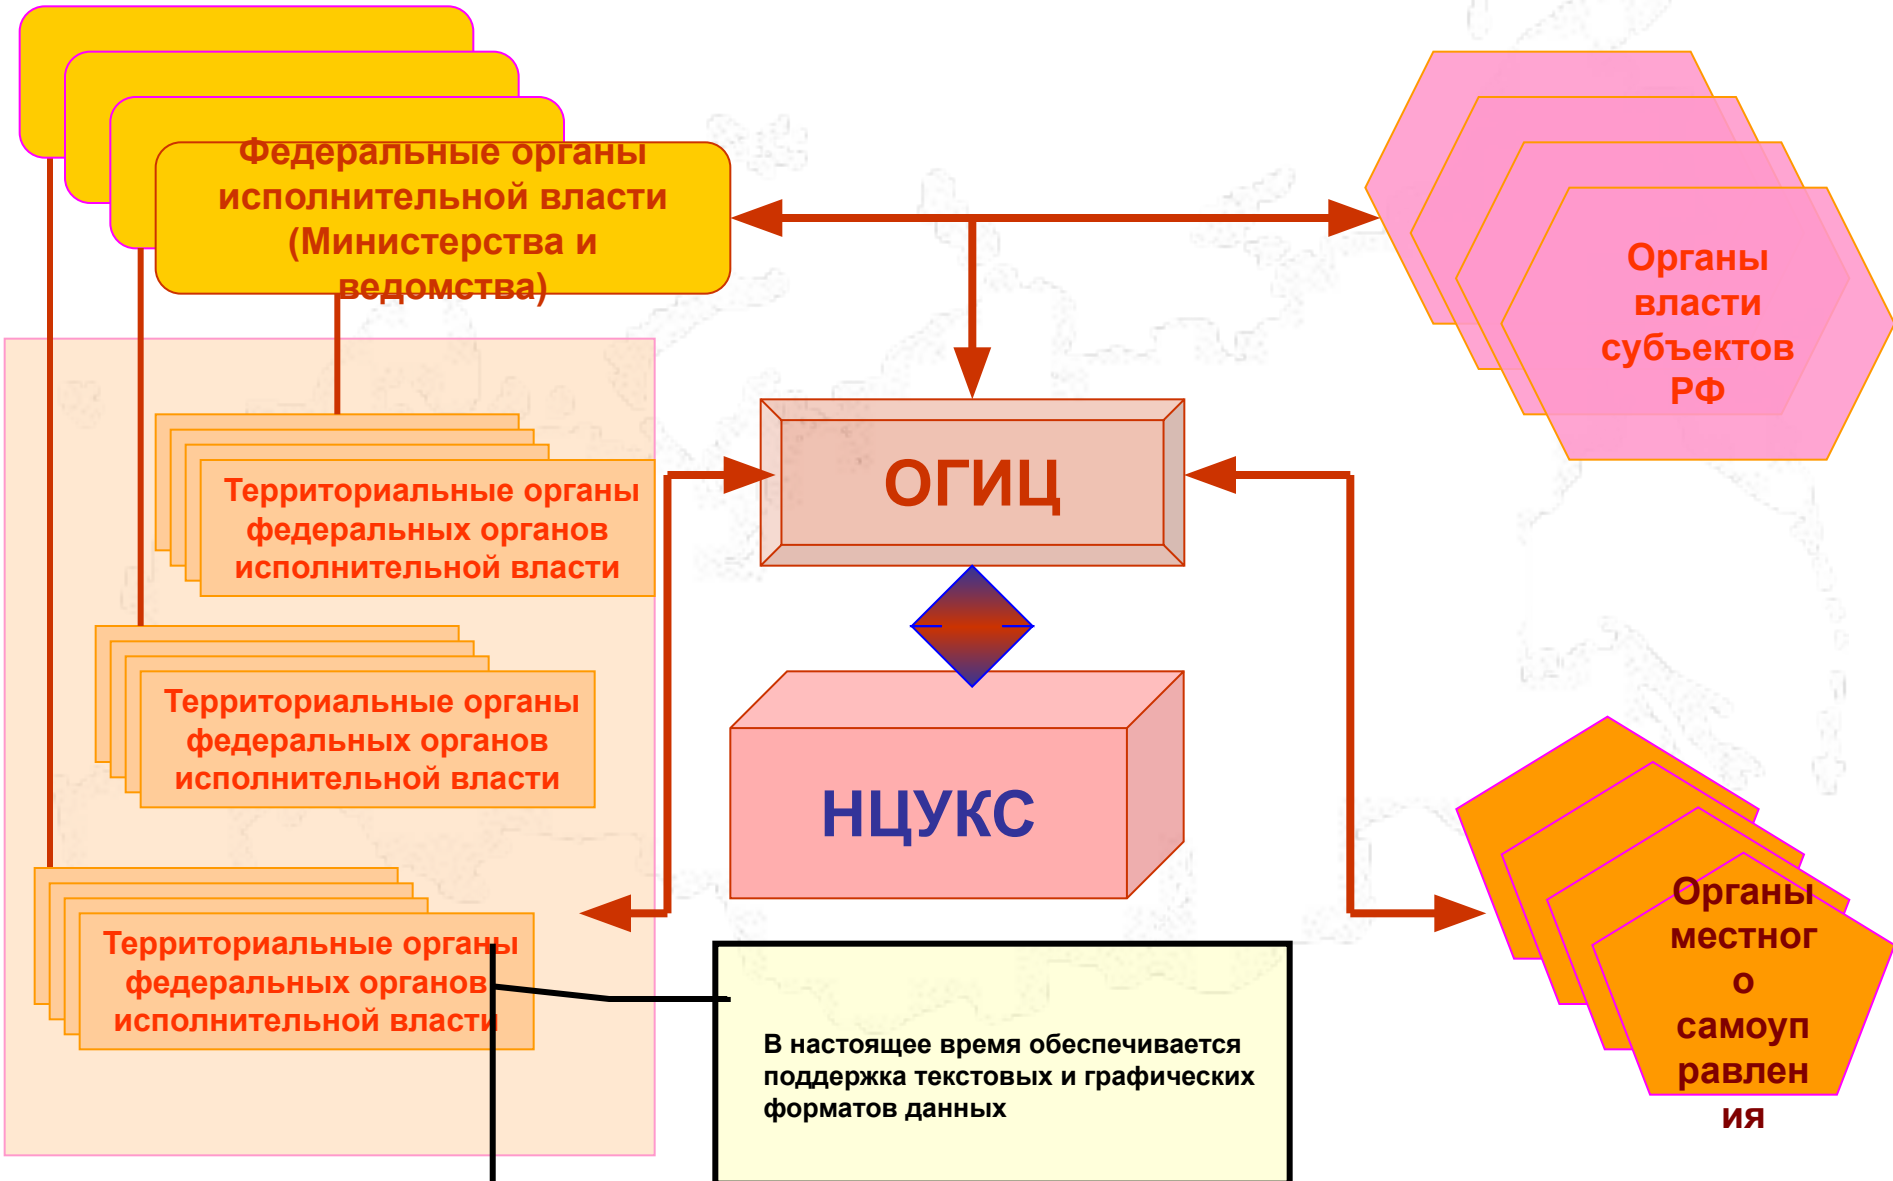 Федеральные органы
исполнительной власти
(Министерства и
ведомства)
Органы
власти
субъектов
РФ
ОГИЦ
Территориальные органы
федеральных органов
исполнительной власти
Территориальные органы
федеральных органов
исполнительной власти
НЦУКС
Территориальные органы
федеральных органов
исполнительной власти
В настоящее время обеспечивается
поддержка текстовых и графических
форматов данных
Органы
местног
о
самоуп
равлен
ия